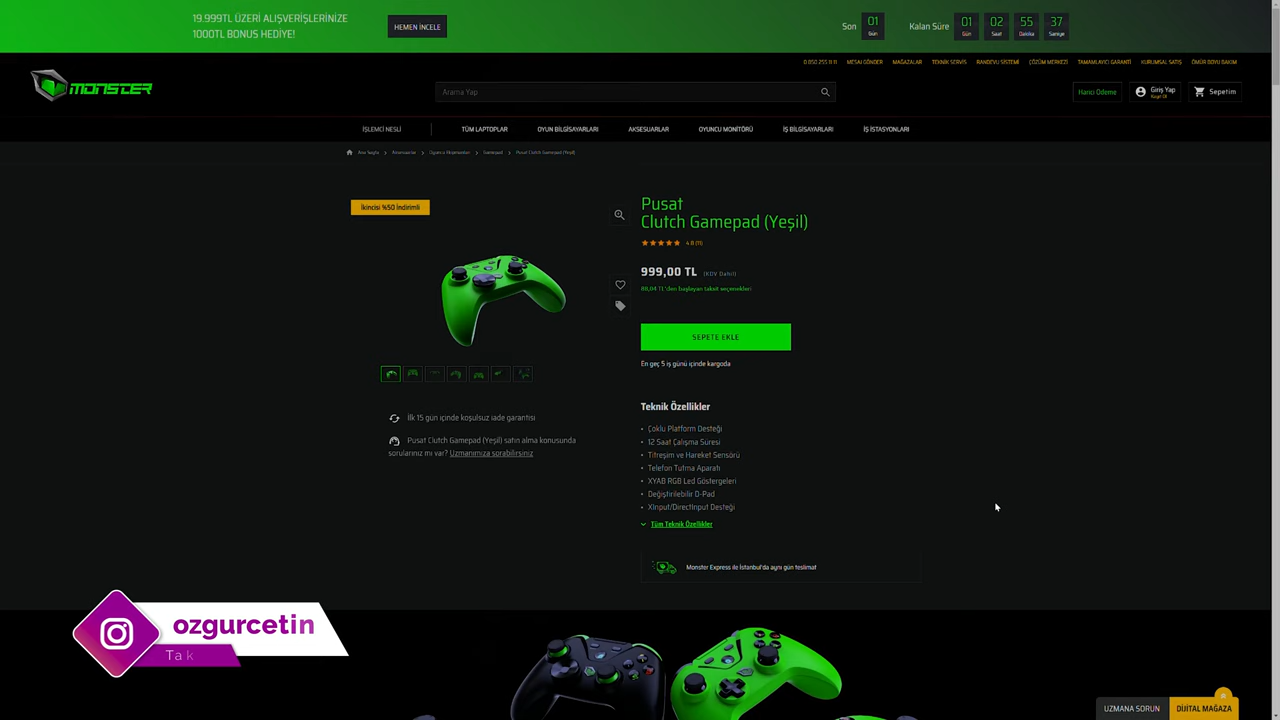 19.999TL ÜZERİ ALIŞVERİŞLERİNİZE
1000TL BONUS HEDİYE!
HEMEN İNCELE
Son
01
Gün
Kalan Süre
01
Gün
02
Saat
55
Dakika
37
Saniye
0 850 255 11 11
MESAJ GÖNDER
MAĞAZALAR
TEKNİK SERVİS
RANDEVU SİSTEMİ
ÇÖZÜM MERKEZİ
TAMAMLAYICI GARANTİ
KURUMSAL SATIŞ
ÖMÜR BOYU BAKIM
MONSTER
Arama Yap
Harici Ödeme
Giriş Yap
Kayıt Ol
Sepetim
İŞLEMCİ NESLİ
TÜM LAPTOPLAR
OYUN BİLGİSAYARLARI
AKSESUARLAR
OYUNCU MONİTÖRÜ
İŞ BİLGİSAYARLARI
İŞ İSTASYONLARI
Ana Sayfa
Aksesuarlar
Oyuncu Ekipmanları
Gamepad
Pusat Clutch Gamepad (Yeşil)
İkincisi %50 İndirimli
Pusat
Clutch Gamepad (Yeşil)
4.8 (11)
999,00 TL (KDV Dahil)
88,04 TL'den başlayan taksit seçenekleri
SEPETE EKLE
En geç 5 iş günü içinde kargoda
İlk 15 gün içinde koşulsuz iade garantisi
Pusat Clutch Gamepad (Yeşil) satın alma konusunda
sorularınız mı var? Uzmanımıza sorabilirsiniz
Teknik Özellikler
• Çoklu Platform Desteği
• 12 Saat Çalışma Süresi
• Titreşim ve Hareket Sensörü
• Telefon Tutma Aparatı
• XYAB RGB Led Göstergeleri
• Değiştirilebilir D-Pad
• XInput/DirectInput Desteği
Tüm Teknik Özellikler
Monster Express ile İstanbul'da aynı gün teslimat
ozgurcetin
Tak
UZMANA SORUN
DİJİTAL MAĞAZA